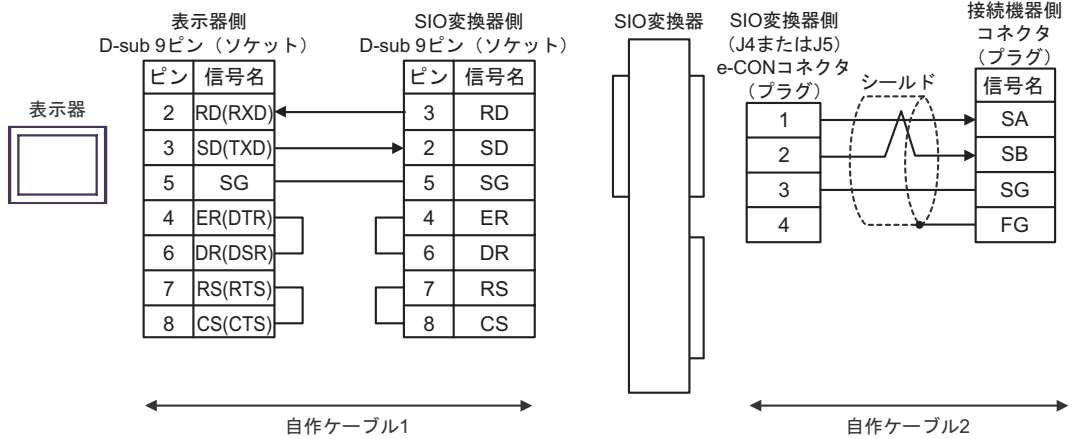 表示器
表示器側
D-sub 9ピン（ソケット）
ピン 信号名
2 RD(RXD)
3 SD(TXD)
5 SG
4 ER(DTR)
6 DR(DSR)
7 RS(RTS)
8 CS(CTS)
SIO変換器側
D-sub 9ピン（ソケット）
ピン 信号名
3 RD
2 SD
5 SG
4 ER
6 DR
7 RS
8 CS
自作ケーブル1
SIO変換器
SIO変換器側
（J4またはJ5）
e-CONコネクタ
（プラグ）
1
2
3
4
シールド
接続機器側
コネクタ
（プラグ）
信号名
SA
SB
SG
FG
自作ケーブル2